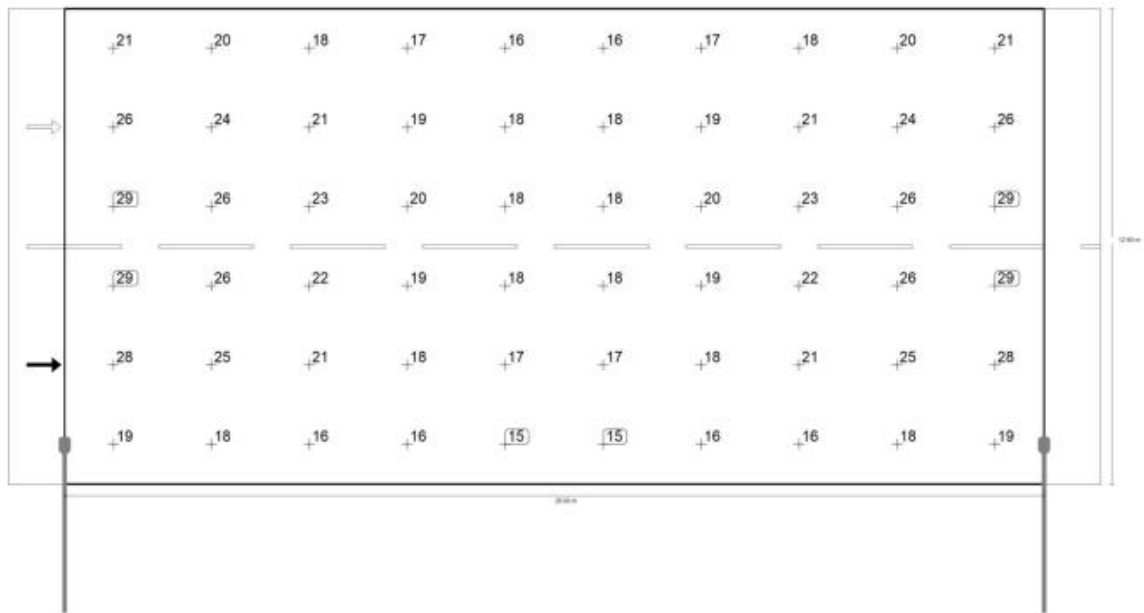 21 20 18 17 16 16 17 18 20 21
26 24 21 19 18 18 19 21 24 26
29 26 23 20 18 18 20 23 26 29
29 26 22 19 18 18 19 22 26 29
28 25 21 18 17 17 18 21 25 28
19 18 16 16 15 15 16 16 18 19